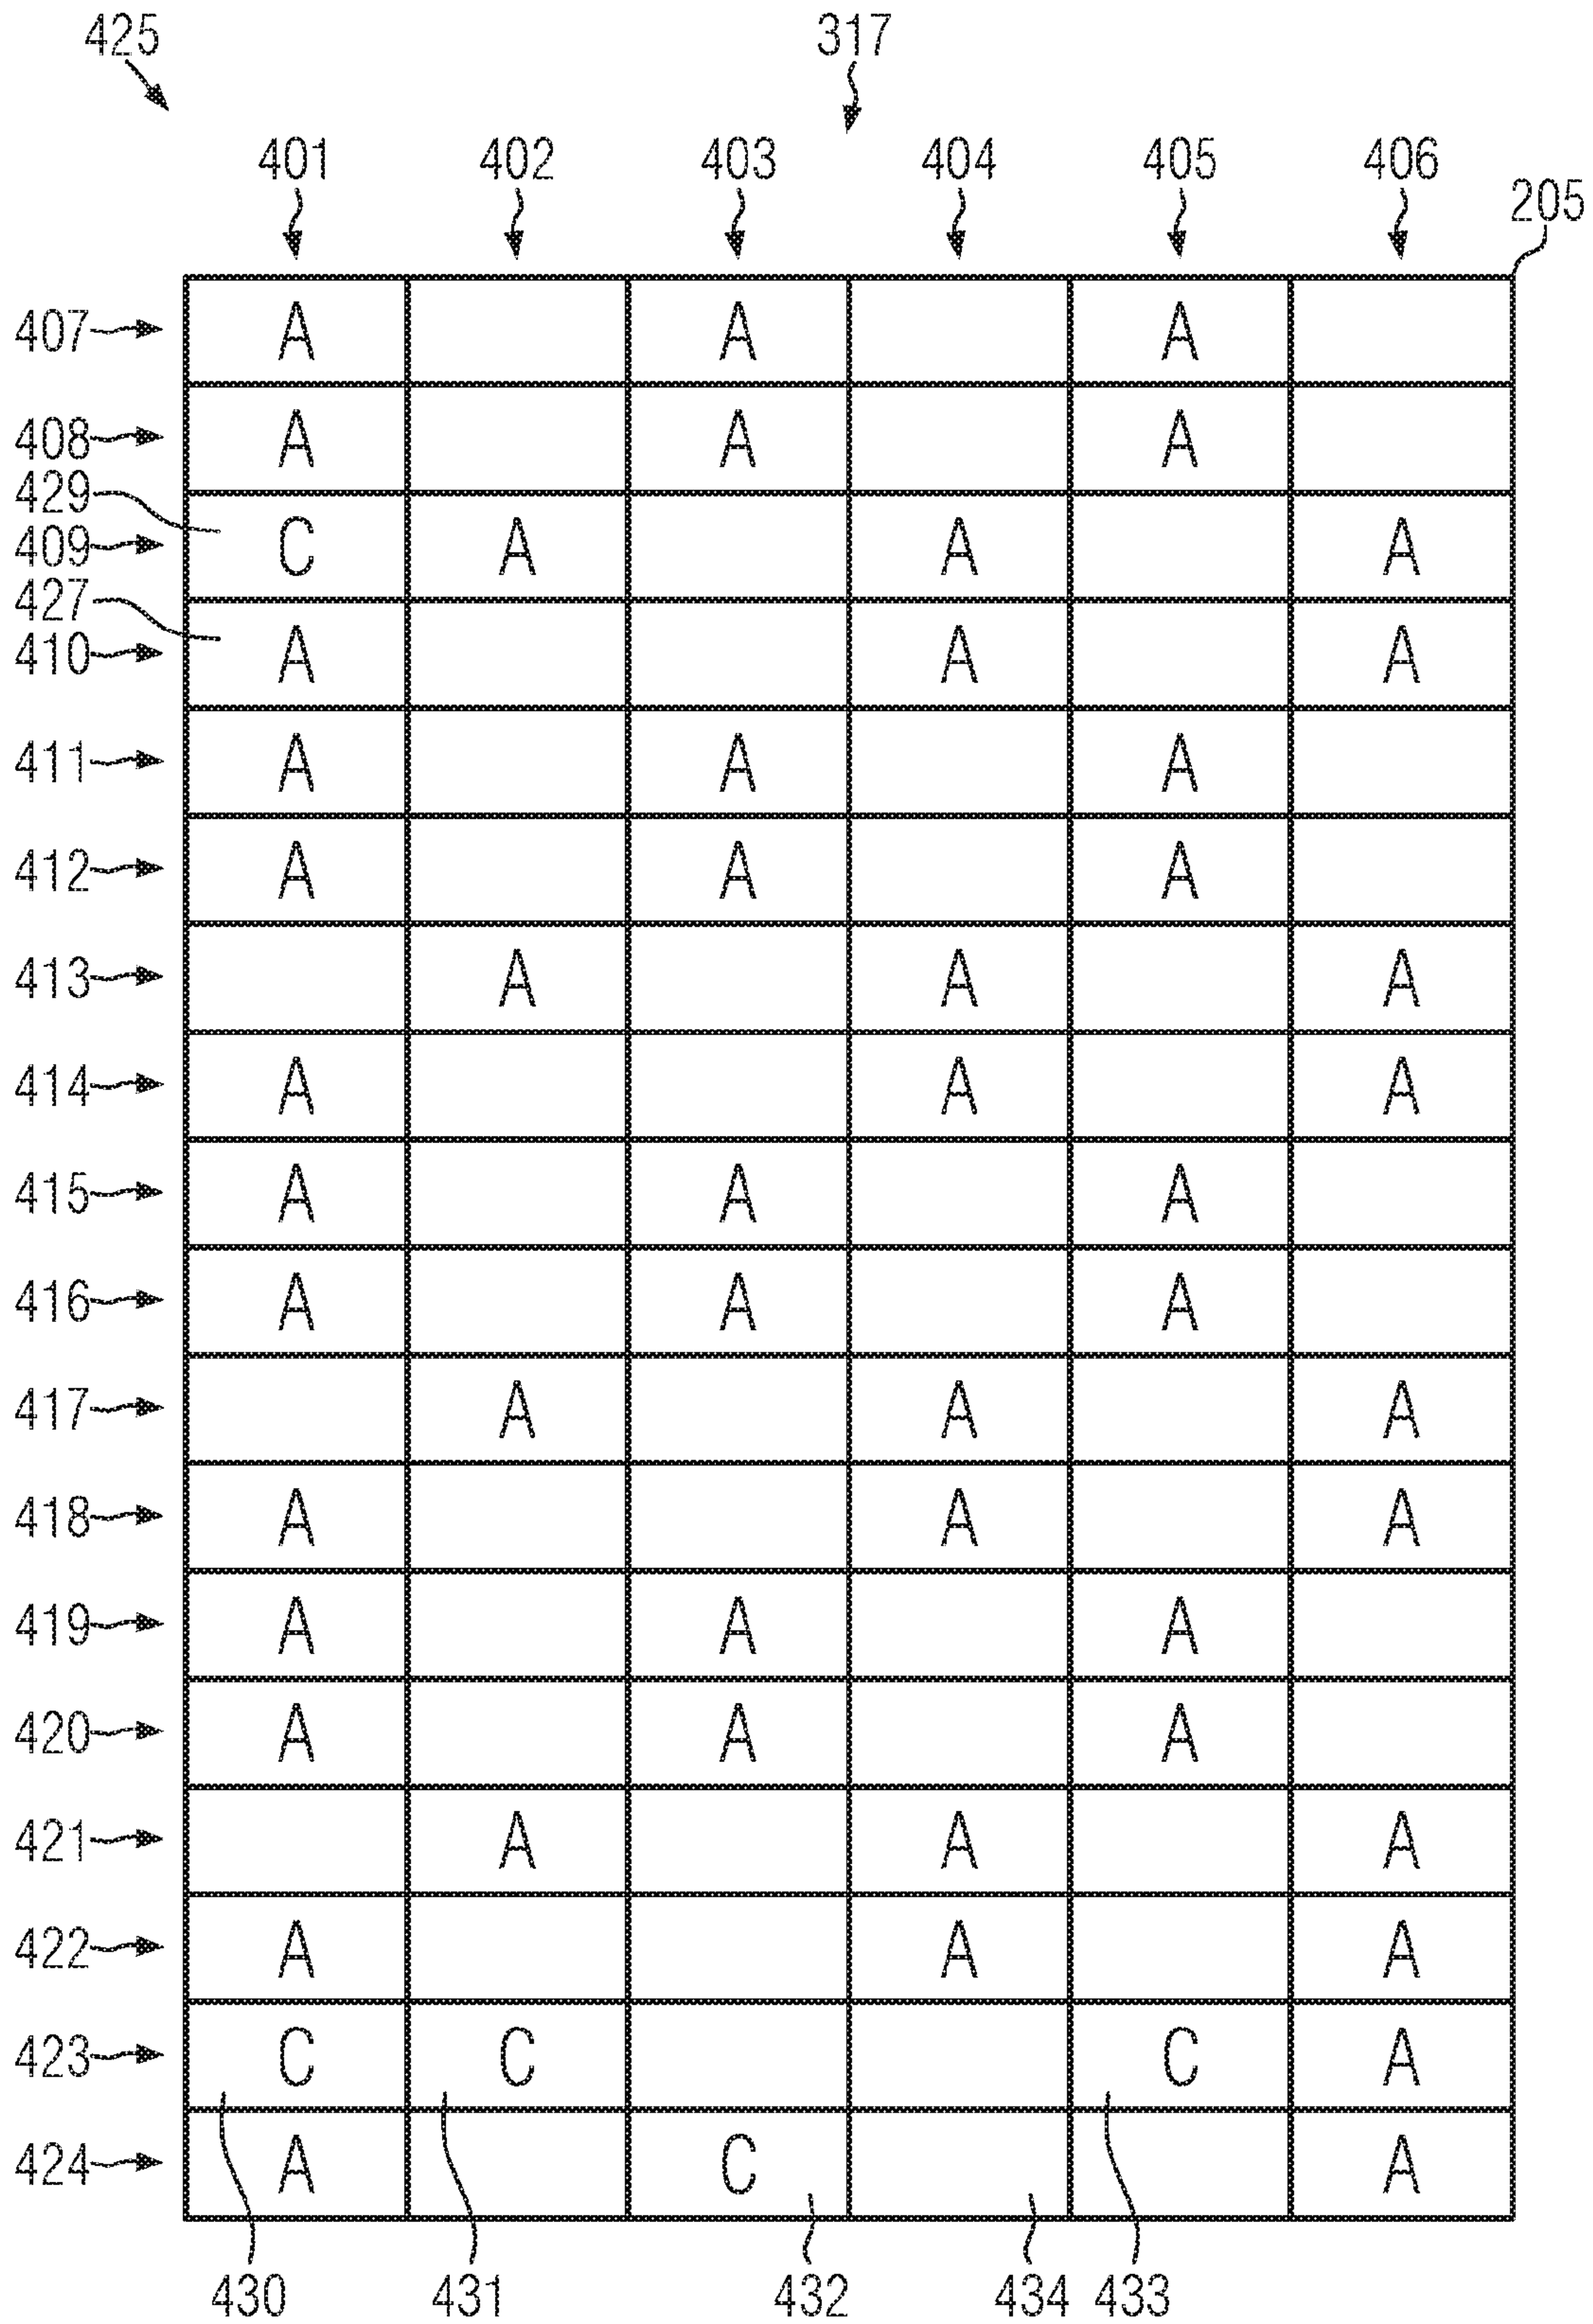 425 317
401 402 403 404 405 406
205
407 A A A
408 A A A
429
409 C A A A
427
410 A A A
411 A A A
412 A A A
413 A A A
414 A A A
415 A A A
416 A A A
417 A A A
418 A A A
419 A A A
420 A A A
421 A A A
422 A A A
423 C C C A
424 A C A
430 431 432 434 433